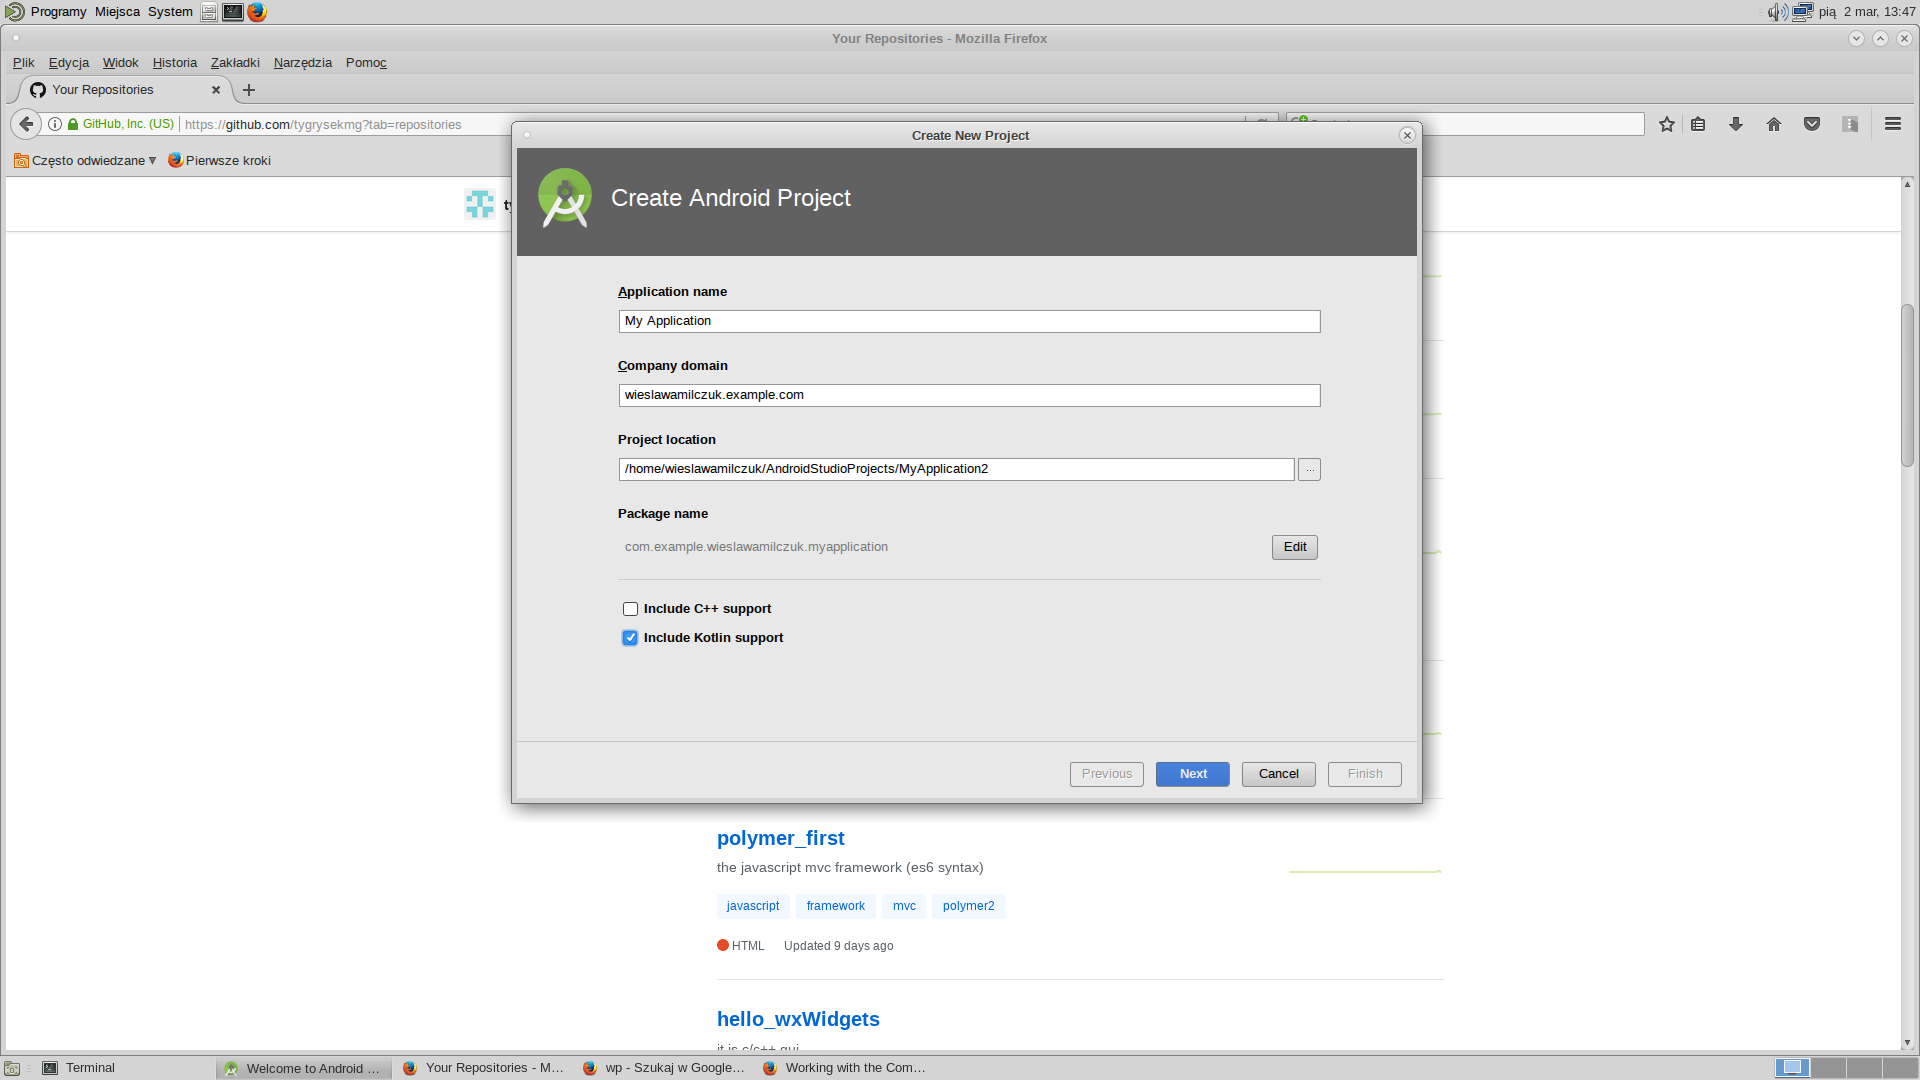 Programy Miejsca System
pią 2 mar, 13:47
Your Repositories - Mozilla Firefox
Plik Edycja Widok Historia Zakładki Narzędzia Pomoc
Your Repositories
GitHub, Inc. (US) https://github.com/tygrysekmg?tab=repositories
Często odwiedzane Pierwsze kroki
Create New Project
Create Android Project
Application name
My Application
Company domain
wieslawamilczuk.example.com
Project location
/home/wieslawamilczuk/AndroidStudioProjects/MyApplication2
...
Package name
com.example.wieslawamilczuk.myapplication
Edit
Include C++ support
Include Kotlin support
Previous Next Cancel Finish
polymer_first
the javascript mvc framework (es6 syntax)
javascript framework mvc polymer2
HTML Updated 9 days ago
hello_wxWidgets
it is c/c++ gui
Terminal
Welcome to Android ...
Your Repositories - M...
wp - Szukaj w Google...
Working with the Com...